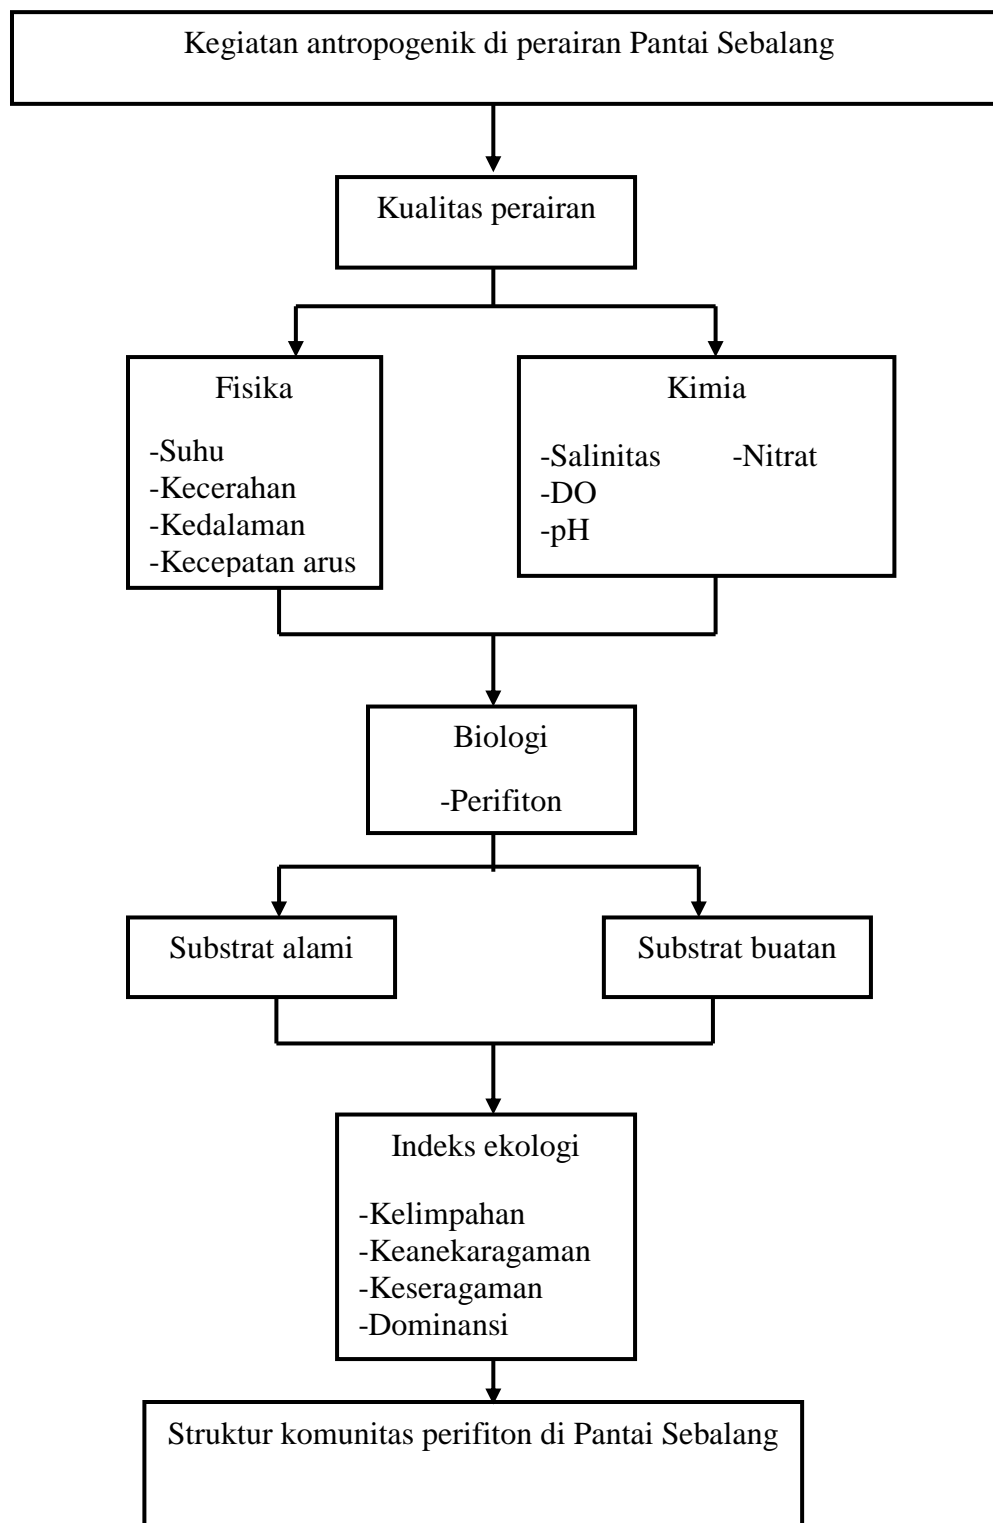 Kegiatan antropogenik di perairan Pantai Sebalang
Kualitas perairan
Fisika
-Suhu
-Kecerahan
-Kedalaman
-Kecepatan arus
Kimia
-Salinitas -Nitrat
-DO
-pH
Biologi
-Perifiton
Substrat alami
Substrat buatan
Indeks ekologi
-Kelimpahan
-Keanekaragaman
-Keseragaman
-Dominansi
Struktur komunitas perifiton di Pantai Sebalang